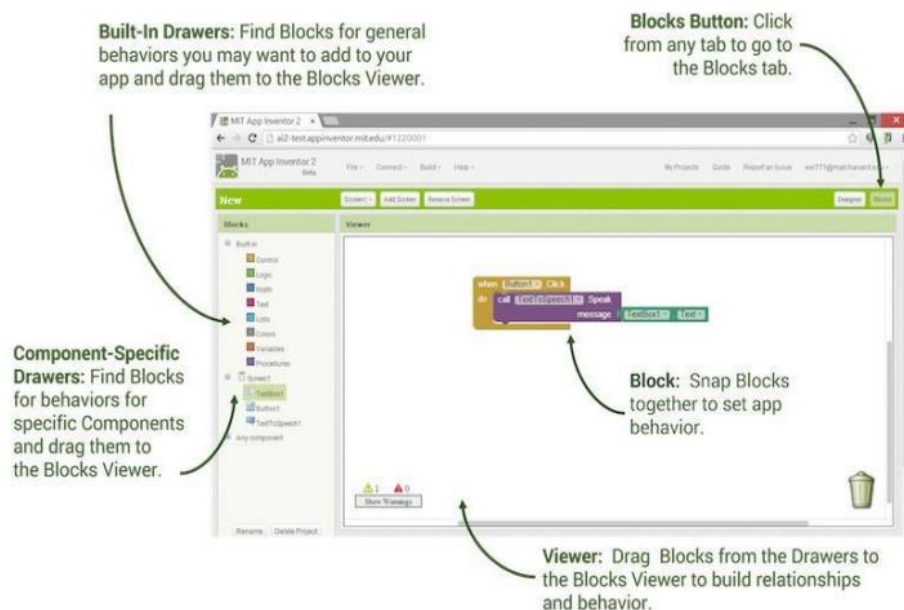 Built-In Drawers: Find Blocks for general
behaviors you may want to add to your
app and drag them to the Blocks Viewer.
Blocks Button: Click
from any tab to go to
the Blocks tab.
MIT App Inventor 2
ai2-test.appinventor.mit.edu/#1220001
MIT App Inventor 2
Beta
File
Connect
Build
Help
My Projects
Guide
Report an Issue
New
Screen1
Add Screen
Remove Screen
Designer
Blocks
Blocks
Viewer
Built-in
Control
Logic
Math
Text
Lists
Colors
Variables
Procedures
Screen1
TextBox1
Button1
TextToSpeech1
Any component
Rename Delete Project
when Button1 Click
do call TextToSpeech1 Speak
message TextBox1 Text
1 0
Show Warnings
Component-Specific
Drawers: Find Blocks
for behaviors for
specific Components
and drag them to
the Blocks Viewer.
Block: Snap Blocks
together to set app
behavior.
Viewer: Drag Blocks from the Drawers to
the Blocks Viewer to build relationships
and behavior.